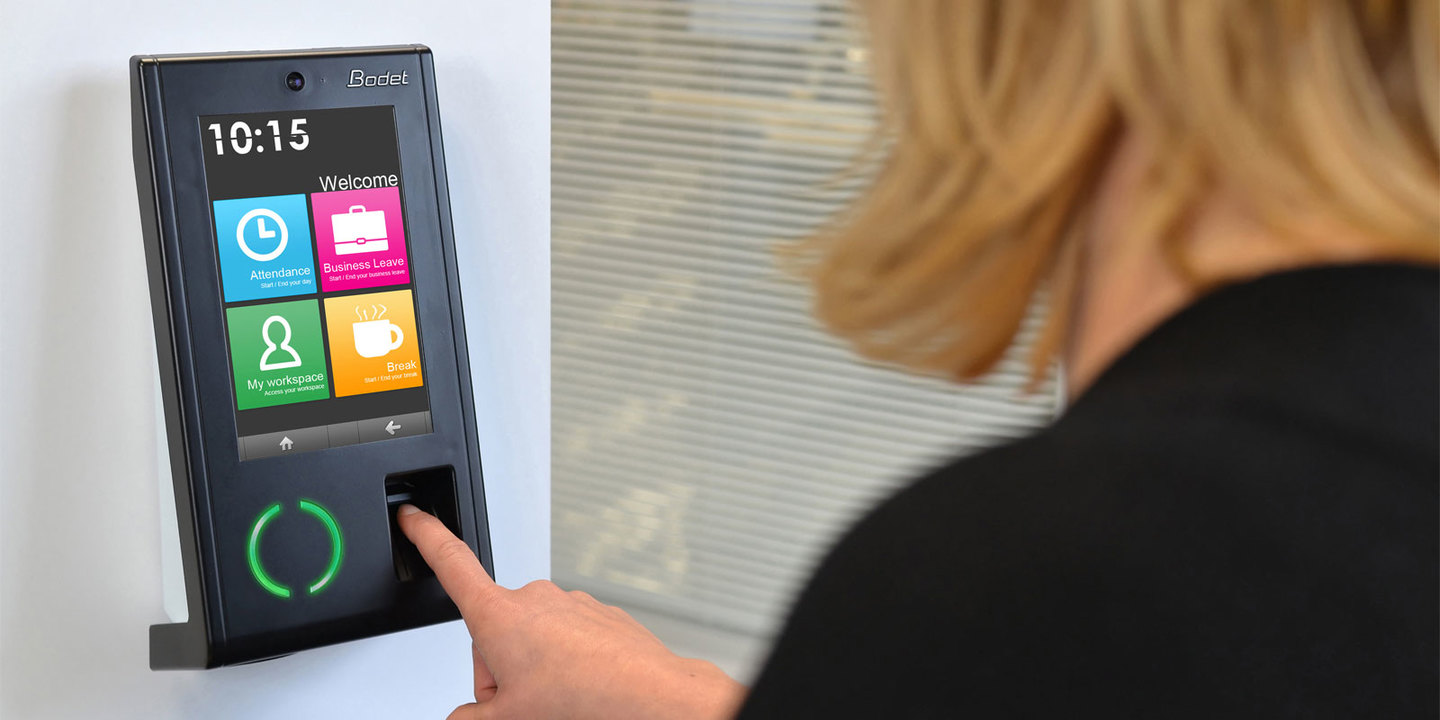 Bodet
10:15
Welcome
Attendance
Start / End your day
Business Leave
Start / End your business leave
My workspace
Access your workspace
Break
Start / End your break